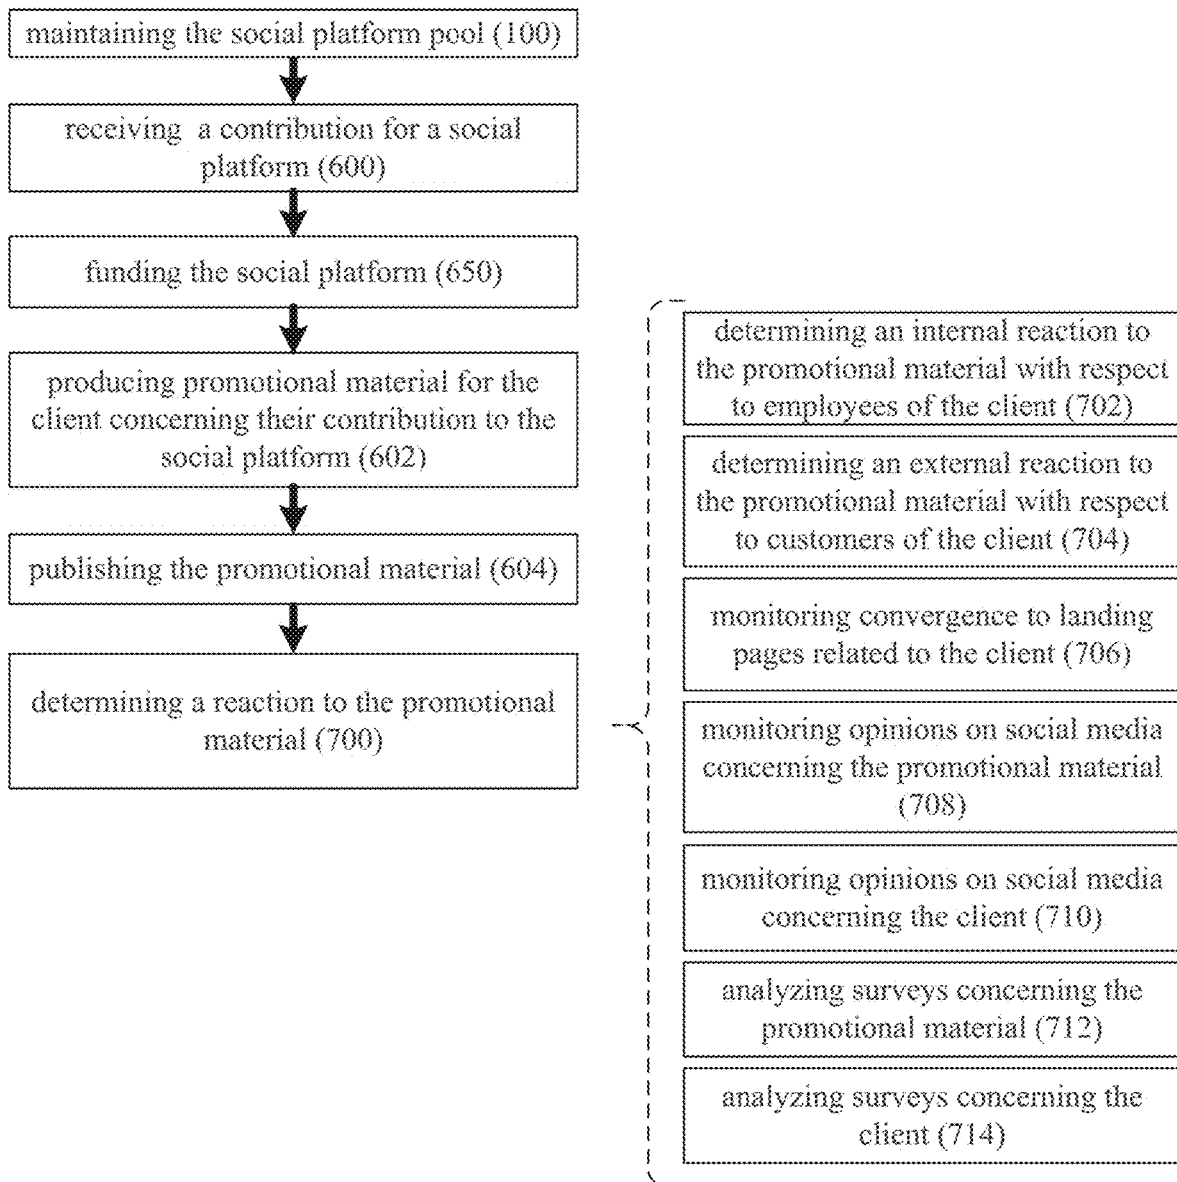 maintaining the social platform pool (100)
receiving a contribution for a social
platform (600)
funding the social platform (650)
producing promotional material for the
client concerning their contribution to the
social platform (602)
publishing the promotional material (604)
determining a reaction to the promotional
material (700)
determining an internal reaction to
the promotional material with respect
to employees of the client (702)
determining an external reaction to
the promotional material with respect
to customers of the client (704)
monitoring convergence to landing
pages related to the client (706)
monitoring opinions on social media
concerning the promotional material
(708)
monitoring opinions on social media
concerning the client (710)
analyzing surveys concerning the
promotional material (712)
analyzing surveys concerning the
client (714)